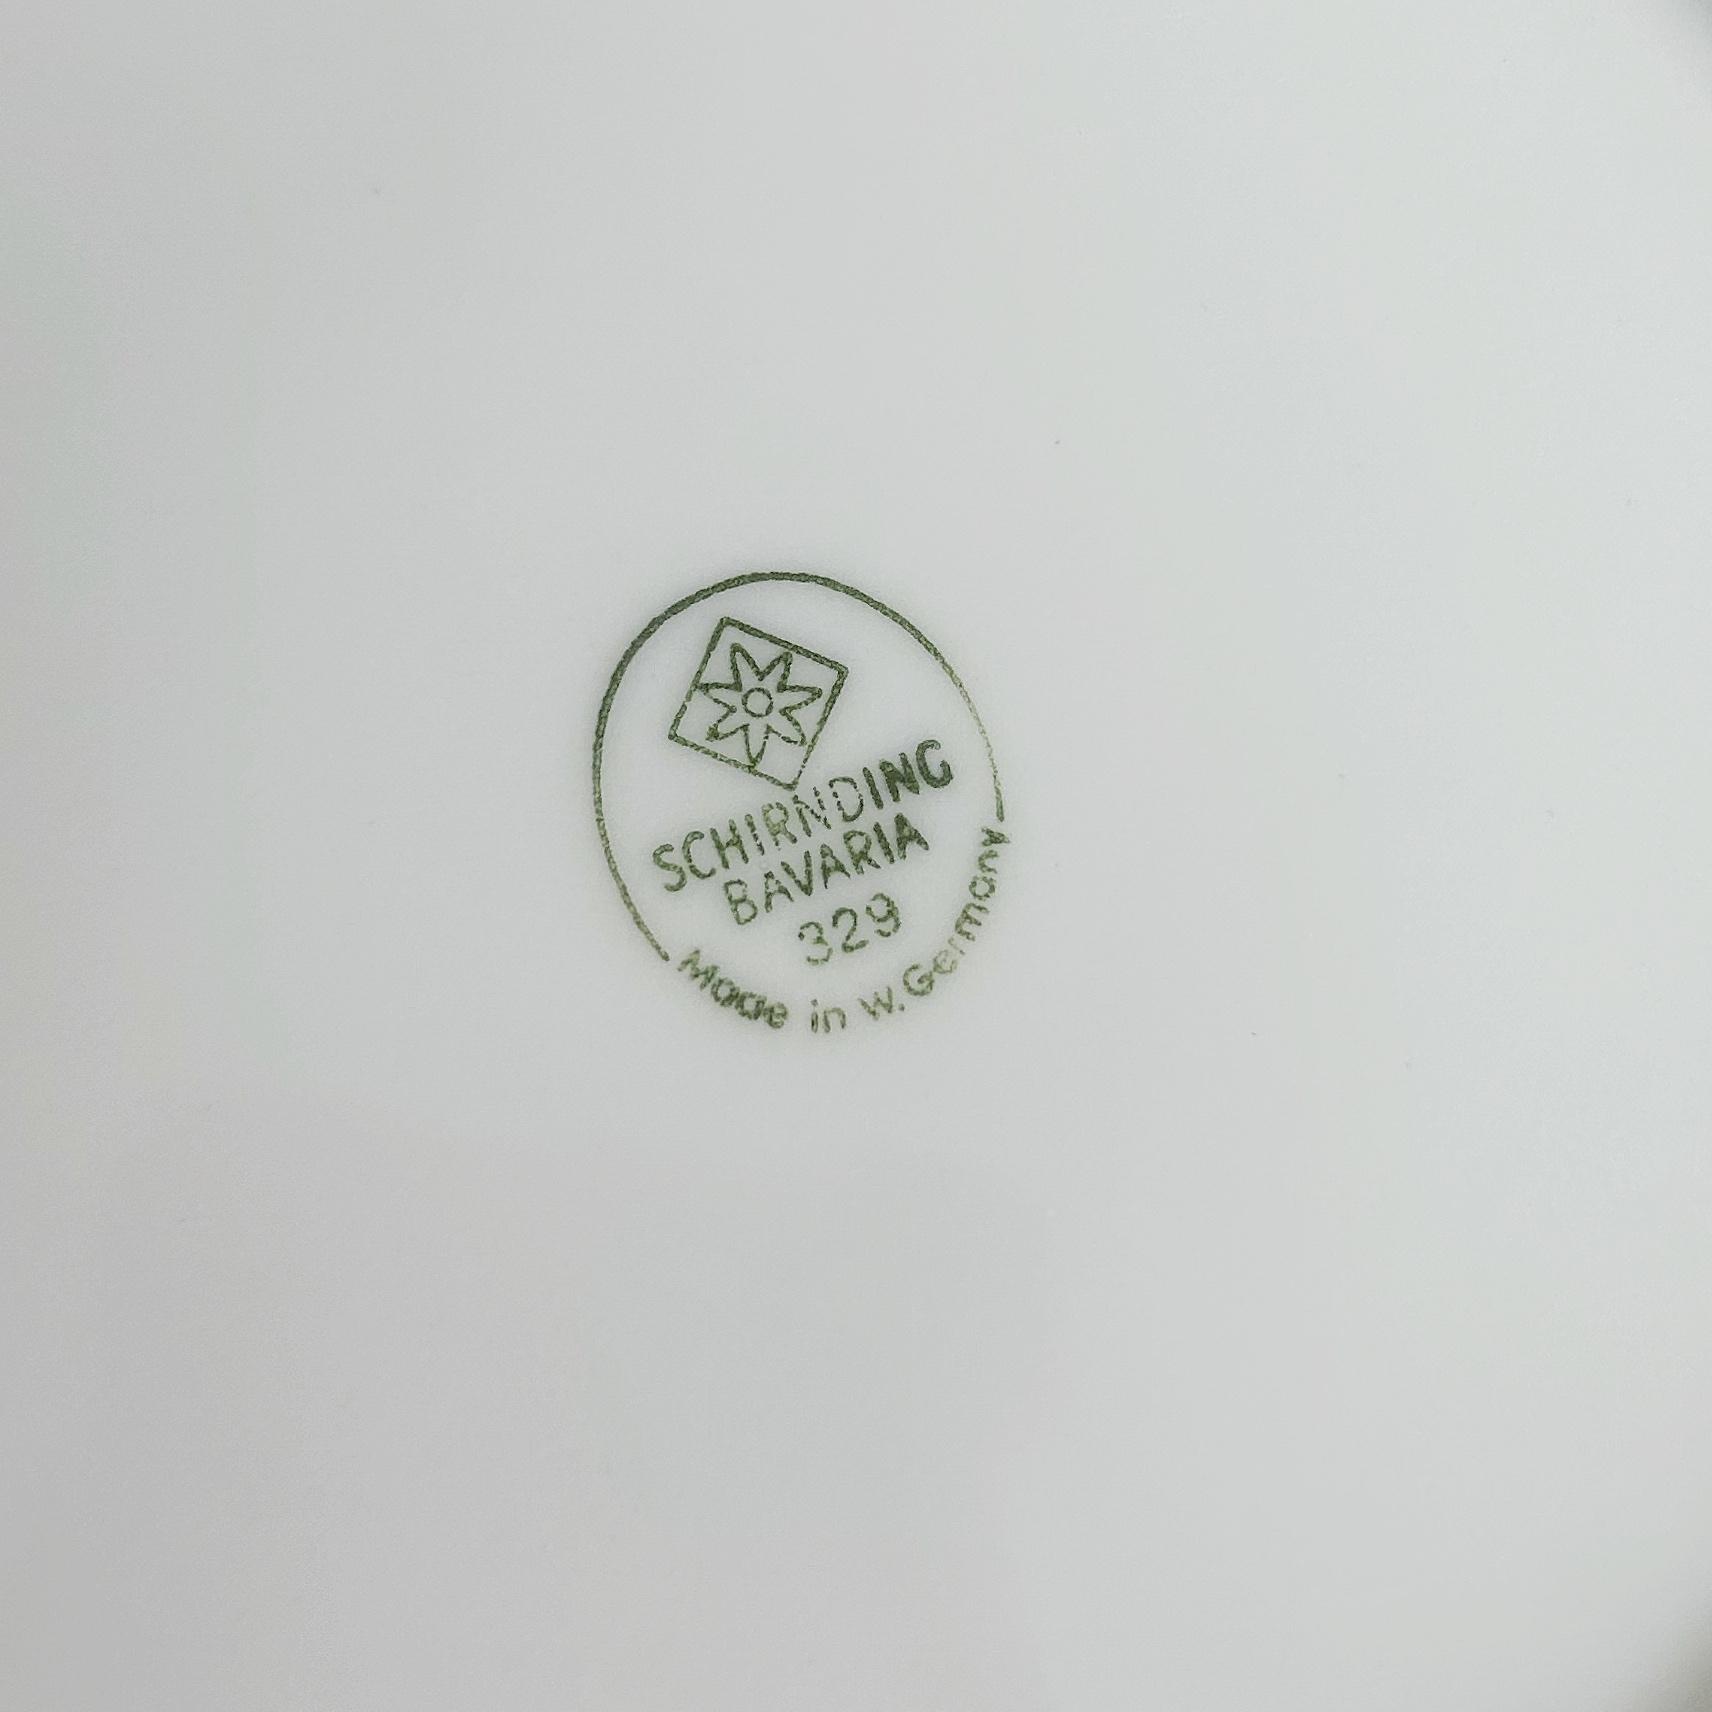 SCHIRNDING
BAVARIA
329
Made in W. Germany